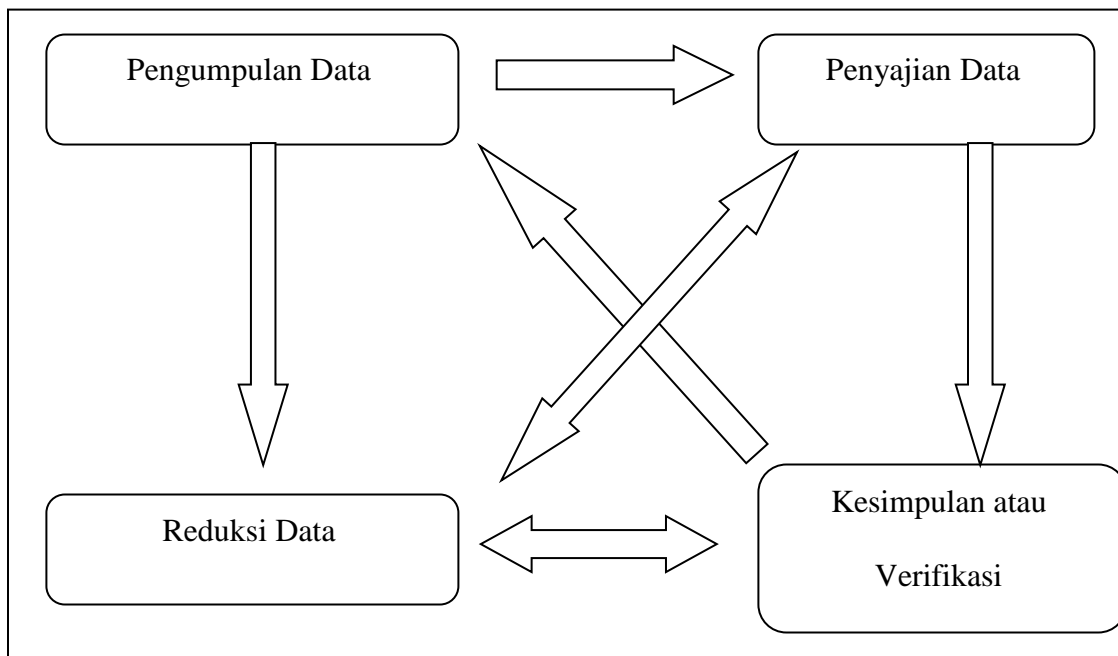 Pengumpulan Data
Penyajian Data
Reduksi Data
Kesimpulan atau
Verifikasi